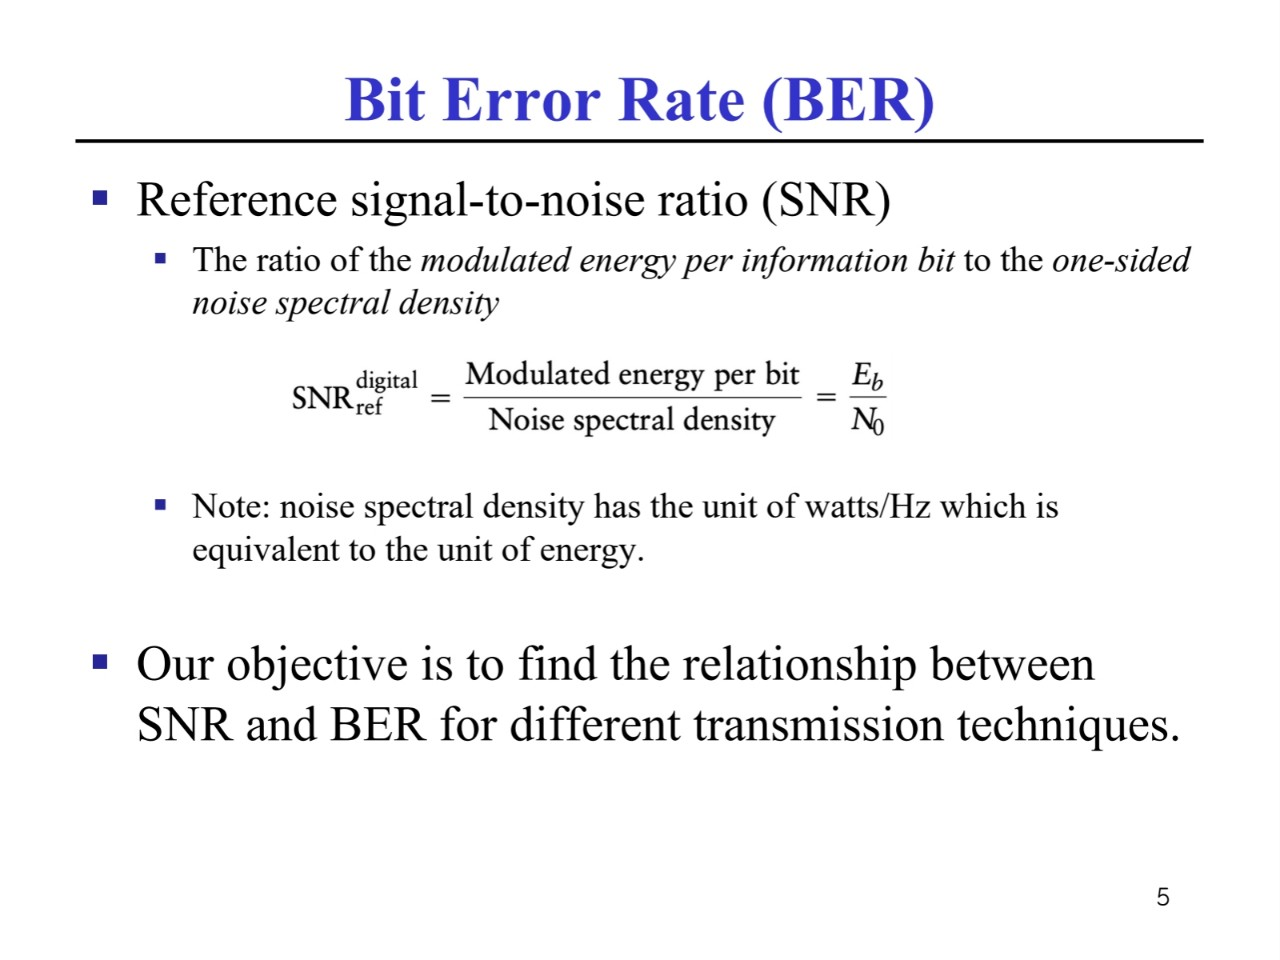 Bit Error Rate (BER)
▪ Reference signal-to-noise ratio (SNR)
▪ The ratio of the modulated energy per information bit to the one-sided
noise spectral density
SNR_ref^digital = Modulated energy per bit / Noise spectral density = E_b / N_0
▪ Note: noise spectral density has the unit of watts/Hz which is
equivalent to the unit of energy.
▪ Our objective is to find the relationship between
SNR and BER for different transmission techniques.
5